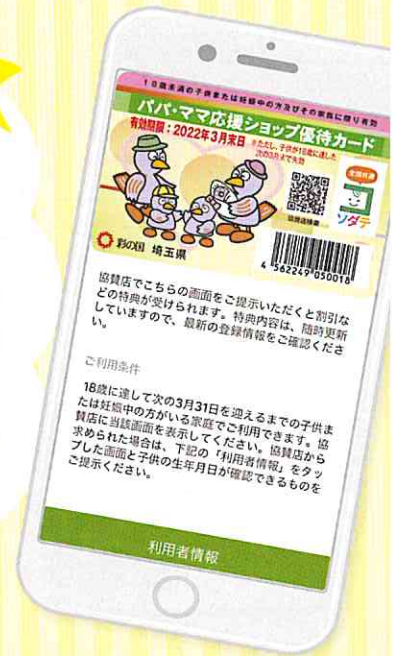 18歳未満の子供または妊娠中の方及びその家族に限り有効
パパ・ママ応援ショップ優待カード
有効期限:2022年3月末日
※ただし、子供が18歳に達した
次の3月まで有効
全国共通
協賛店検索
コソダテ
彩の国 埼玉県
4 562249 050018
協賛店でこちらの画面をご提示いただくと割引な
どの特典が受けられます。特典内容は、随時更新
していますので、最新の登録情報をご確認くださ
い。
ご利用条件
18歳に達して次の3月31日を迎えるまでの子供ま
たは妊娠中の方がいる家庭でご利用できます。協
賛店に当該画面を表示してください。協賛店から
求められた場合は、下記の「利用者情報」をタッ
プした画面と子供の生年月日が確認できるものを
ご提示ください。
利用者情報